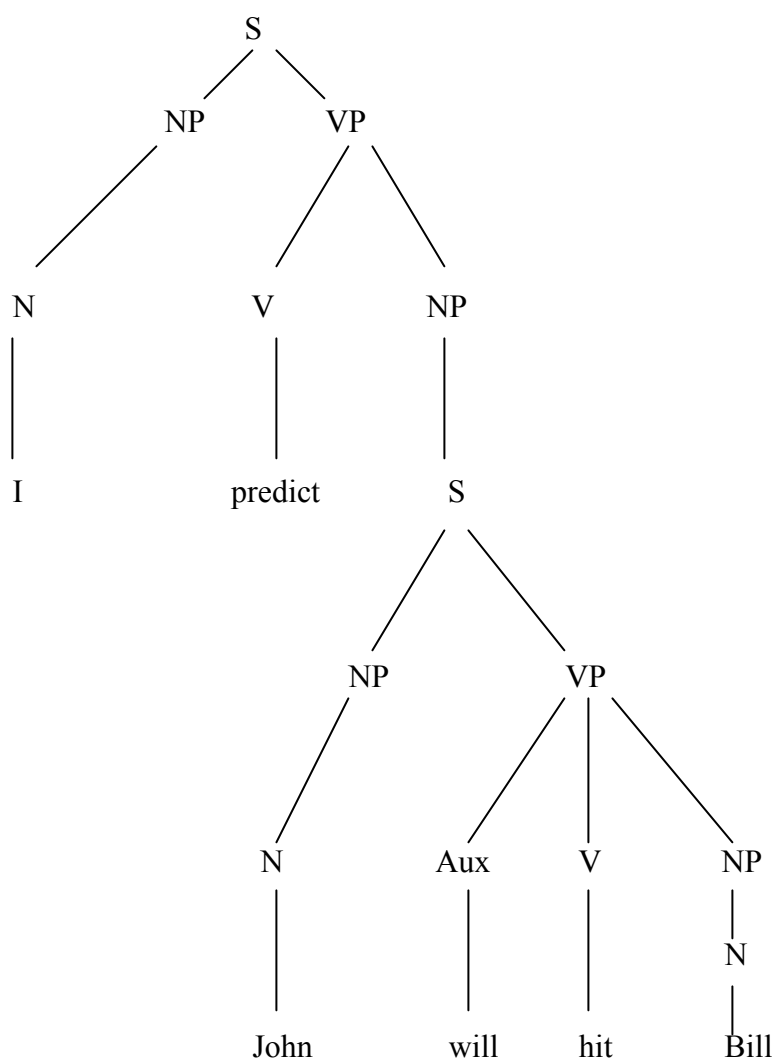 S
NP VP
N V NP
I predict S
NP VP
N Aux V NP
N
John will hit Bill